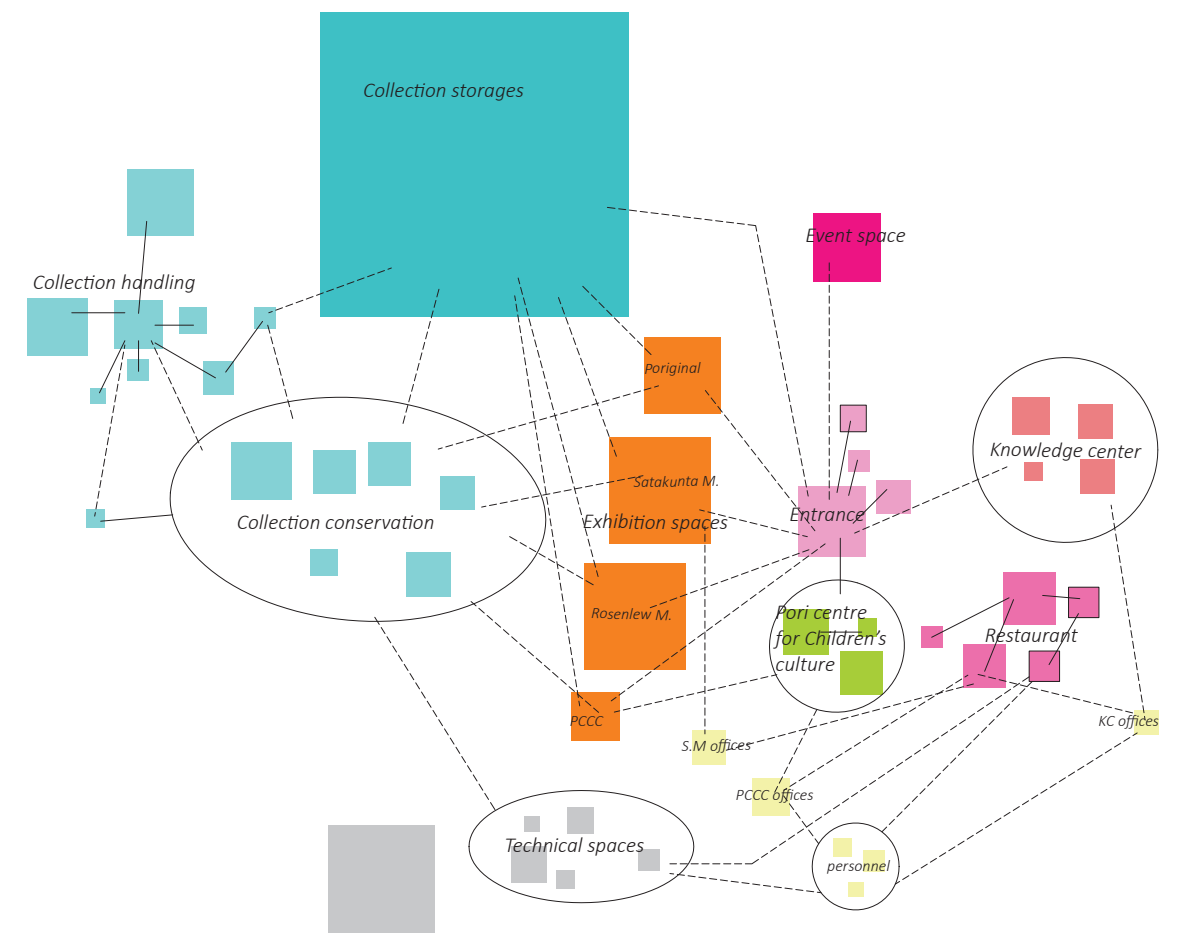 Collection storages
Event space
Collection handling
Poriginal
Knowledge center
Satakunta M.
Entrance
Collection conservation
Exhibition spaces
Rosenlew M.
Pori centre
for Children's
culture
Restaurant
PCCC
KC offices
S.M offices
PCCC offices
Technical spaces
personnel